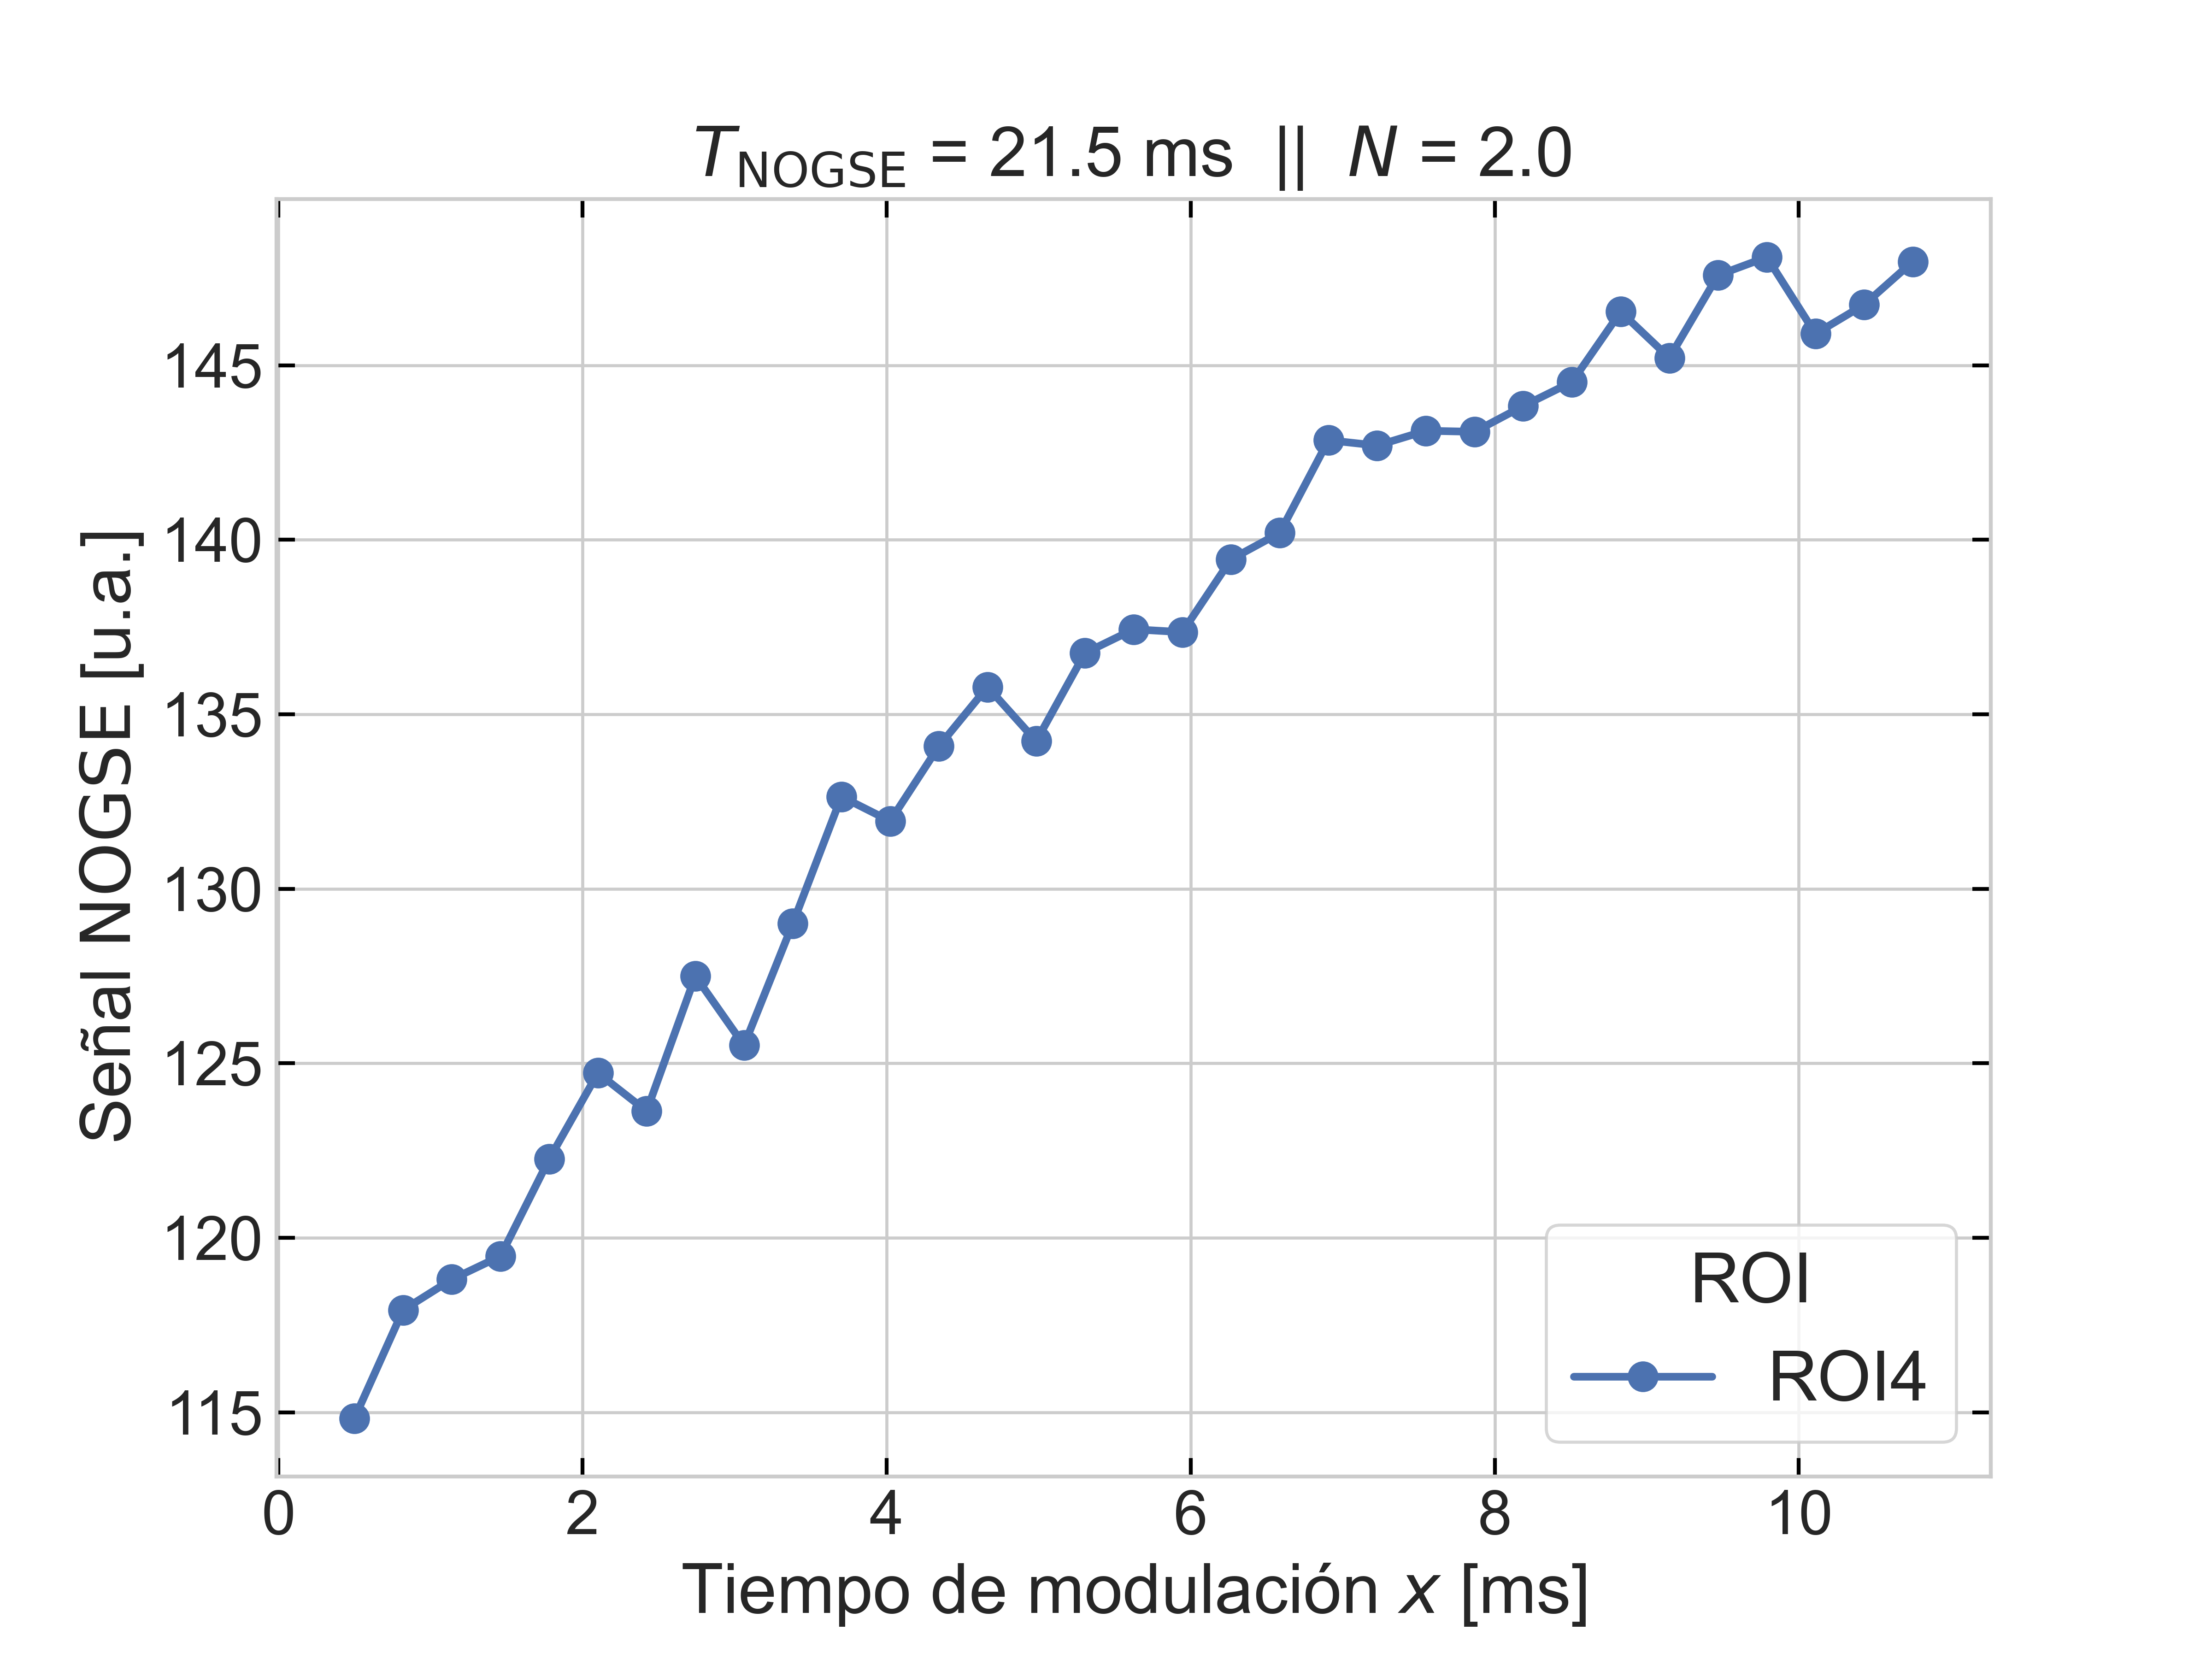 T_NOGSE = 21.5 ms || N = 2.0
Señal NOGSE [u.a.]
145
140
135
130
125
120
115
0 2 4 6 8 10
Tiempo de modulación x [ms]
ROI
ROI4